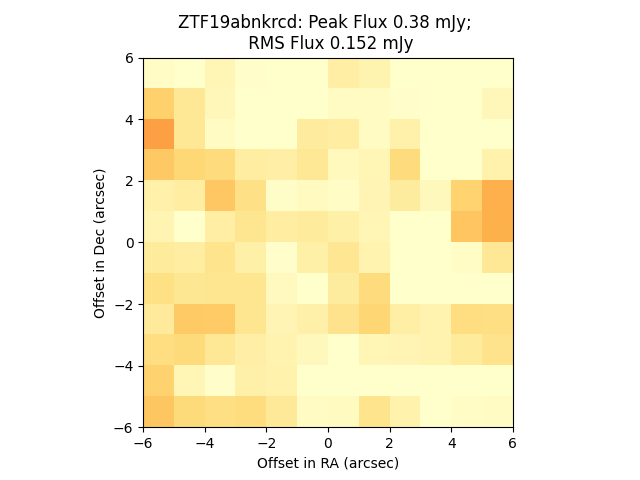 ZTF19abnkrcd: Peak Flux 0.38 mJy;
RMS Flux 0.152 mJy
6
4
2
0
−2
−4
−6
Offset in Dec (arcsec)
−6 −4 −2 0 2 4 6
Offset in RA (arcsec)